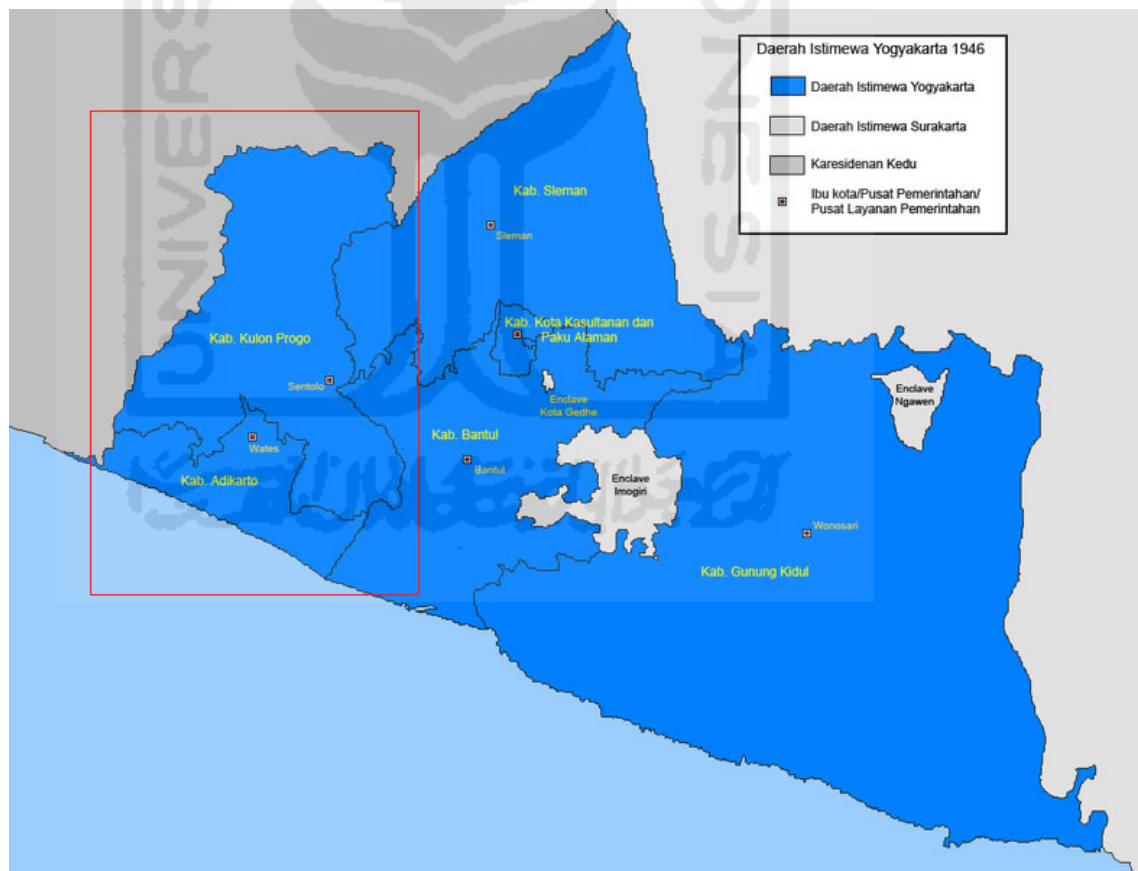 UNIVERS
ISSEN
Daerah Istimewa Yogyakarta 1946
Daerah Istimewa Yogyakarta
Daerah Istimewa Surakarta
Karesidenan Kedu
Ibu kota/Pusat Pemerintahan/
Pusat Layanan Pemerintahan
Kab. Sleman
Sleman
Kab. Kota Kasultanan dan
Paku Alaman
Kab. Kulon Progo
Sentolo
Enclave
Kota Gedhe
Enclave
Ngawen
Kab. Bantul
Bantul
Wates
Kab. Adikarto
Enclave
Imogiri
Wonosari
Kab. Gunung Kidul